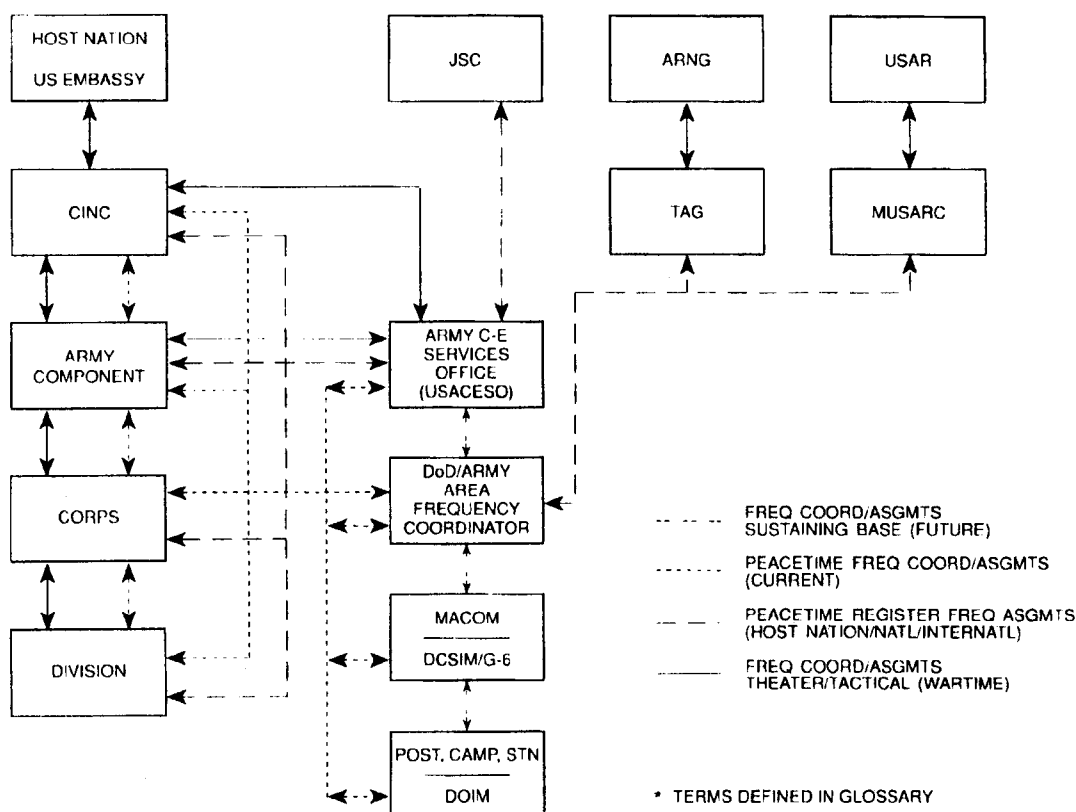 HOST NATION
US EMBASSY
JSC
ARNG
USAR
CINC
TAG
MUSARC
ARMY
COMPONENT
ARMY C-E
SERVICES
OFFICE
(USACESO)
CORPS
DoD/ARMY
AREA
FREQUENCY
COORDINATOR
DIVISION
MACOM
DCSIM/G-6
POST, CAMP, STN
DOIM
FREQ COORD/ASGMTS
SUSTAINING BASE (FUTURE)
PEACETIME FREQ COORD/ASGMTS
(CURRENT)
PEACETIME REGISTER FREQ ASGMTS
(HOST NATION/NATL/INTERNATL)
FREQ COORD/ASGMTS
THEATER/TACTICAL (WARTIME)
* TERMS DEFINED IN GLOSSARY